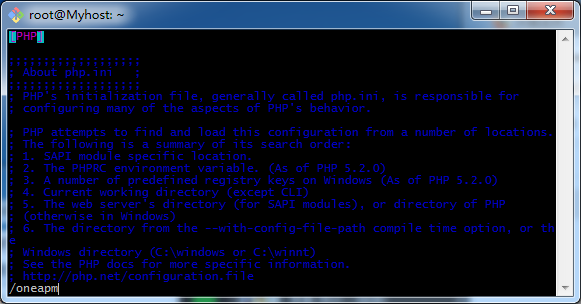 root@Myhost: ~
[PHP]
;;;;;;;;;;;;;;;;;;;
; About php.ini   ;
;;;;;;;;;;;;;;;;;;;
; PHP's initialization file, generally called php.ini, is responsible for
; configuring many of the aspects of PHP's behavior.
; PHP attempts to find and load this configuration from a number of locations.
; The following is a summary of its search order:
; 1. SAPI module specific location.
; 2. The PHPRC environment variable. (As of PHP 5.2.0)
; 3. A number of predefined registry keys on Windows (As of PHP 5.2.0)
; 4. Current working directory (except CLI)
; 5. The web server's directory (for SAPI modules), or directory of PHP
; (otherwise in Windows)
; 6. The directory from the --with-config-file-path compile time option, or th
e
; Windows directory (C:\windows or C:\winnt)
; See the PHP docs for more specific information.
; http://php.net/configuration.file
/oneapm